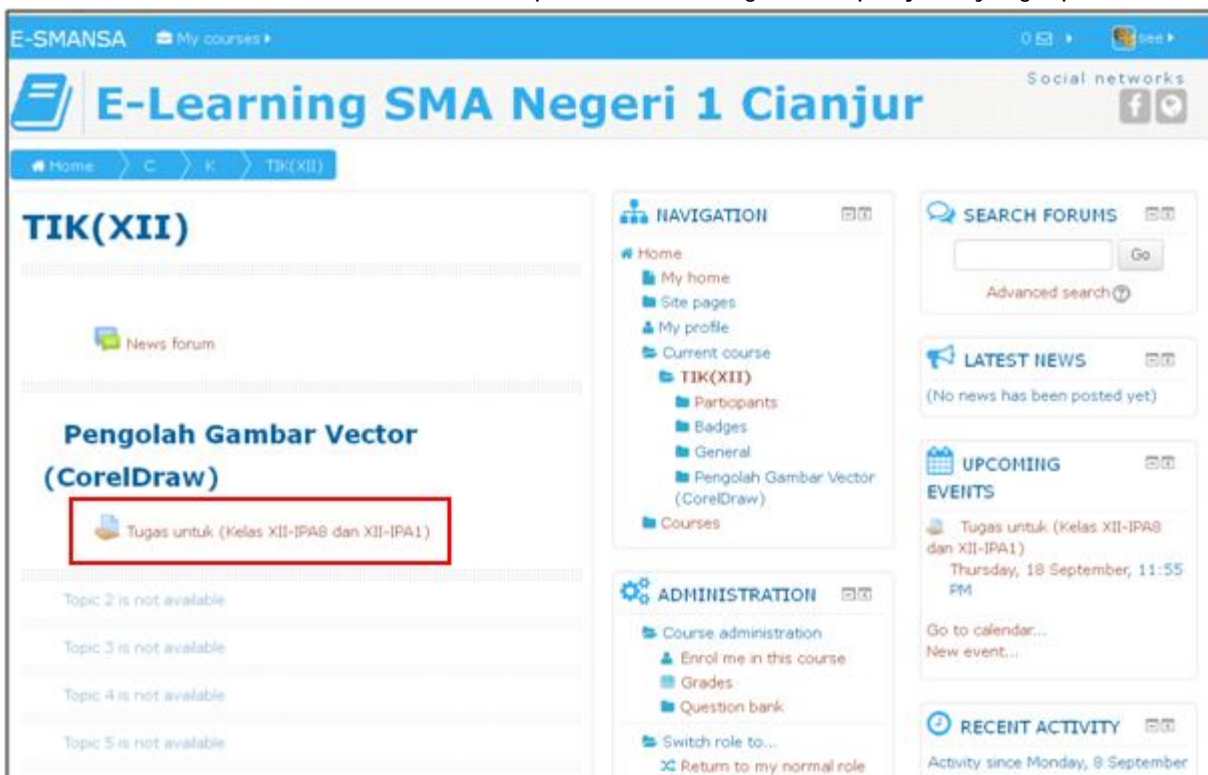 E-SMANSA My courses
0 see
E-Learning SMA Negeri 1 Cianjur
Social networks
Home C K TIK(XII)
TIK(XII)
News forum
Pengolah Gambar Vector
(CorelDraw)
Tugas untuk (Kelas XII-IPA8 dan XII-IPA1)
Topic 2 is not available
Topic 3 is not available
Topic 4 is not available
Topic 5 is not available
NAVIGATION
Home
My home
Site pages
My profile
Current course
TIK(XII)
Participants
Badges
General
Pengolah Gambar Vector
(CorelDraw)
Courses
ADMINISTRATION
Course administration
Enrol me in this course
Grades
Question bank
Switch role to...
Return to my normal role
SEARCH FORUMS
Go
Advanced search
LATEST NEWS
(No news has been posted yet)
UPCOMING
EVENTS
Tugas untuk (Kelas XII-IPA8
dan XII-IPA1)
Thursday, 18 September, 11:55
PM
Go to calendar...
New event...
RECENT ACTIVITY
Activity since Monday, 8 September